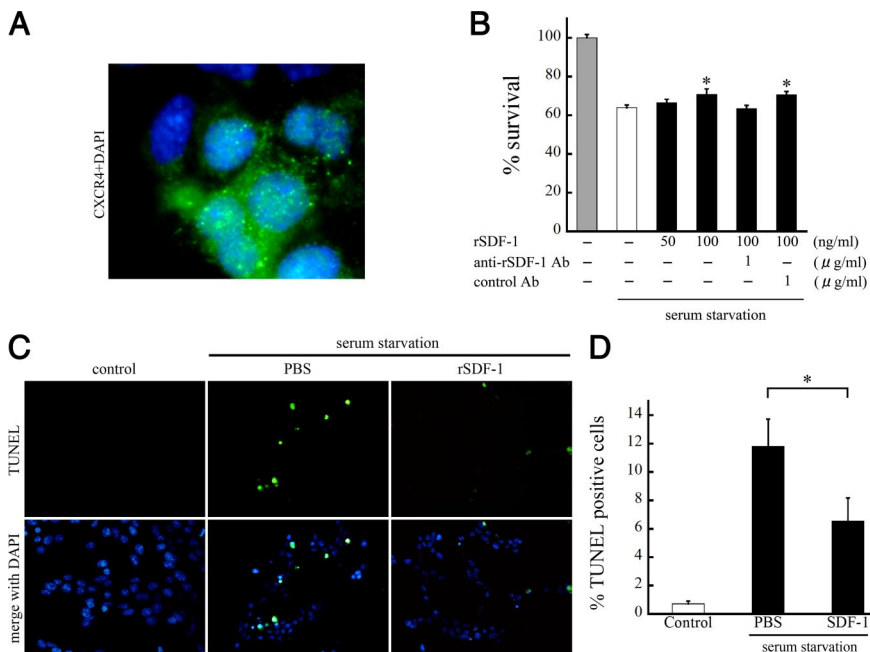 A
CXCR4+DAPI
B
% survival
100
80
60
40
20
0
*
*
rSDF-1 – – 50 100 100 100 (ng/ml)
anti-rSDF-1 Ab – – – – 1 – (μg/ml)
control Ab – – – – – 1 (μg/ml)
serum starvation
C
serum starvation
control PBS rSDF-1
TUNEL
merge with DAPI
D
% TUNEL positive cells
14
12
10
8
6
4
2
0
*
Control PBS SDF-1
serum starvation